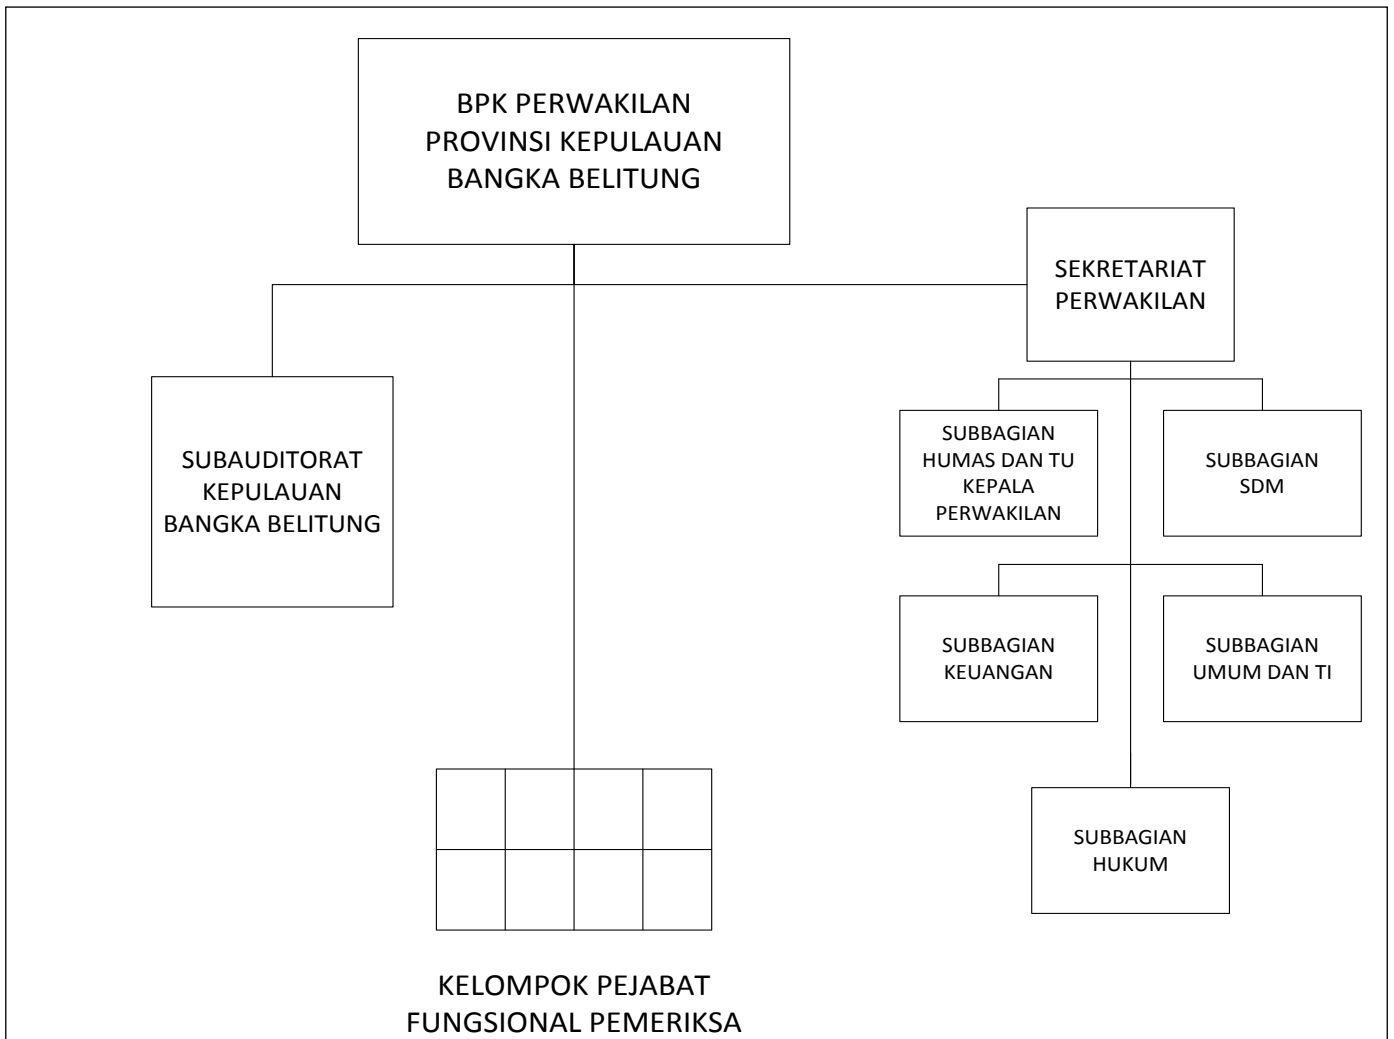 BPK PERWAKILAN
PROVINSI KEPULAUAN
BANGKA BELITUNG
SEKRETARIAT
PERWAKILAN
SUBAUDITORAT
KEPULAUAN
BANGKA BELITUNG
SUBBAGIAN
HUMAS DAN TU
KEPALA
PERWAKILAN
SUBBAGIAN
SDM
SUBBAGIAN
KEUANGAN
SUBBAGIAN
UMUM DAN TI
SUBBAGIAN
HUKUM
KELOMPOK PEJABAT
FUNGSIONAL PEMERIKSA